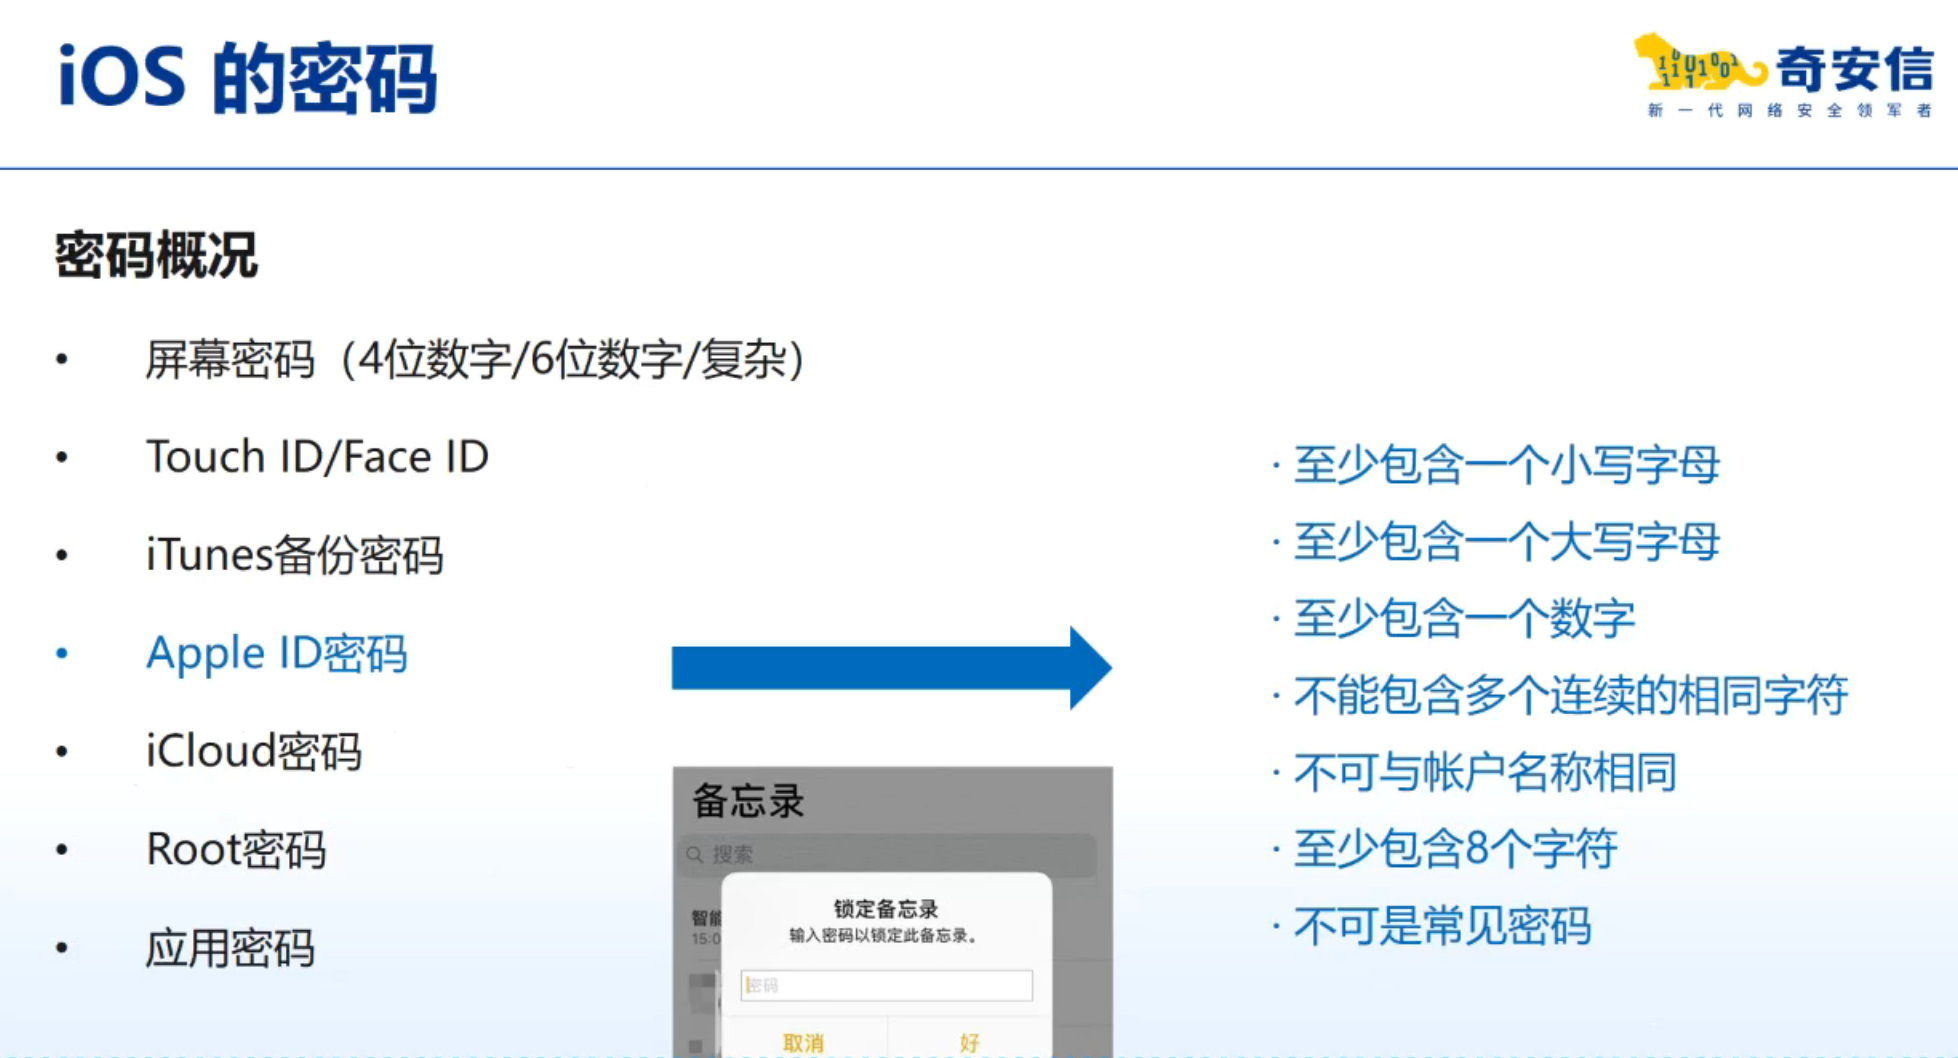 iOS 的密码
奇安信
新一代网络安全领军者
密码概况
• 屏幕密码（4位数字/6位数字/复杂）
• Touch ID/Face ID
• iTunes备份密码
• Apple ID密码
• iCloud密码
• Root密码
• 应用密码
备忘录
搜索
智能
15:0
锁定备忘录
输入密码以锁定此备忘录。
密码
取消
好
· 至少包含一个小写字母
· 至少包含一个大写字母
· 至少包含一个数字
· 不能包含多个连续的相同字符
· 不可与帐户名称相同
· 至少包含8个字符
· 不可是常见密码